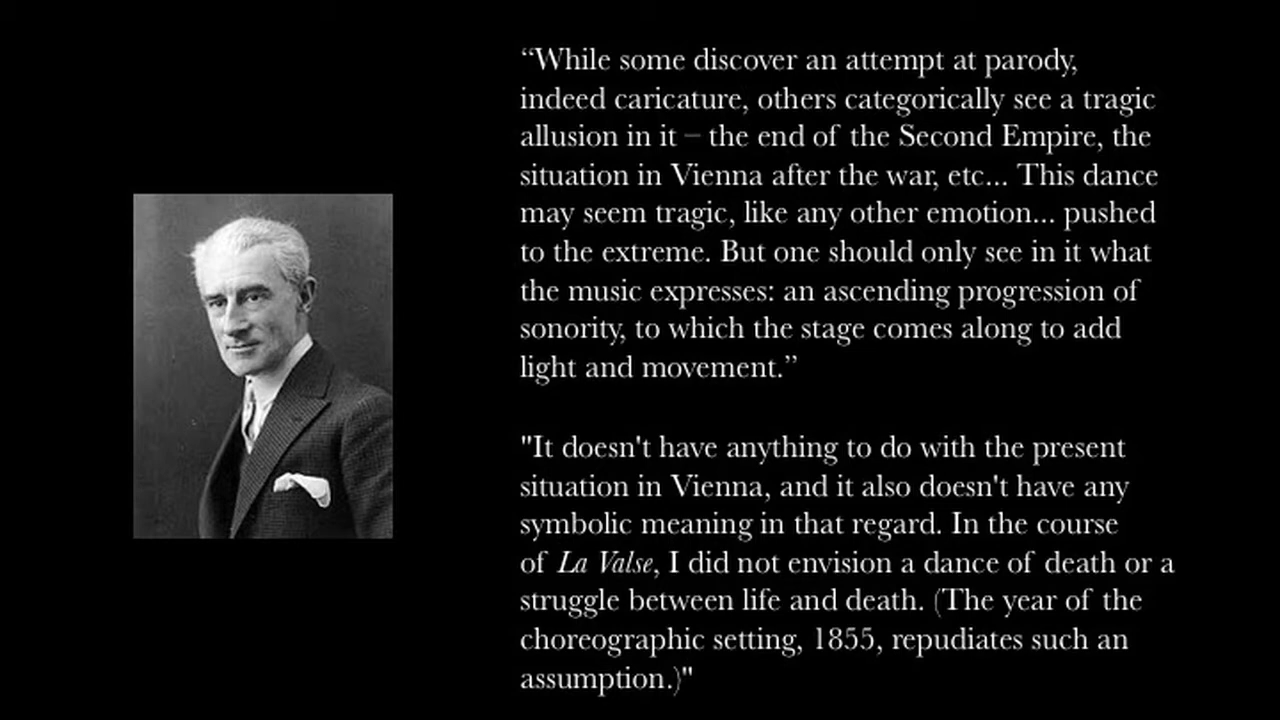 “While some discover an attempt at parody,
indeed caricature, others categorically see a tragic
allusion in it – the end of the Second Empire, the
situation in Vienna after the war, etc... This dance
may seem tragic, like any other emotion... pushed
to the extreme. But one should only see in it what
the music expresses: an ascending progression of
sonority, to which the stage comes along to add
light and movement.”
"It doesn't have anything to do with the present
situation in Vienna, and it also doesn't have any
symbolic meaning in that regard. In the course
of La Valse, I did not envision a dance of death or a
struggle between life and death. (The year of the
choreographic setting, 1855, repudiates such an
assumption.)"